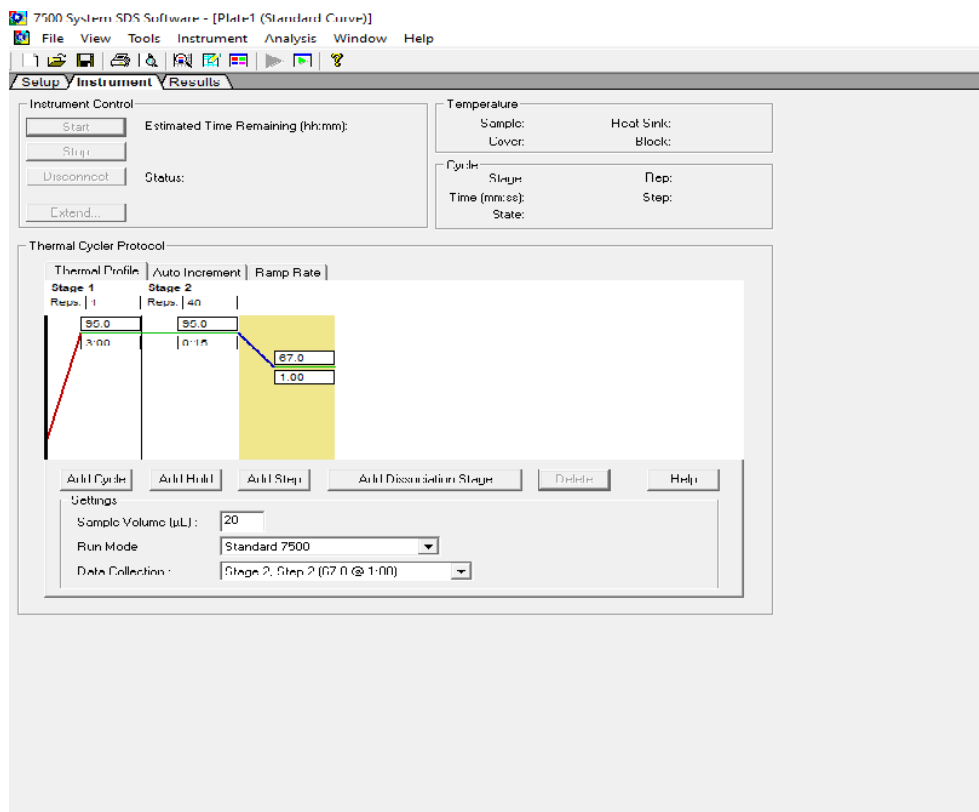 7500 System SDS Software - [Plate1 (Standard Curve)]
File View Tools Instrument Analysis Window Help
Setup Instrument Results
Instrument Control
Start
Estimated Time Remaining (hh:mm):
Stop
Disconnect
Status:
Extend...
Temperature
Sample:
Heat Sink:
Cover:
Block:
Cycle
Stage
Rep:
Time (mm:ss):
Step:
State:
Thermal Cycler Protocol
Thermal Profile Auto Increment Ramp Rate
Stage 1 Stage 2
Reps. 1 Reps. 40
95.0 95.0
3:00 0:15
67.0
1.00
Add Cycle Add Hold Add Step Add Dissociation Stage Delete Help
Settings
Sample Volume (µL) : 20
Run Mode Standard 7500
Data Collection : Stage 2, Step 2 (67.0 @ 1:00)